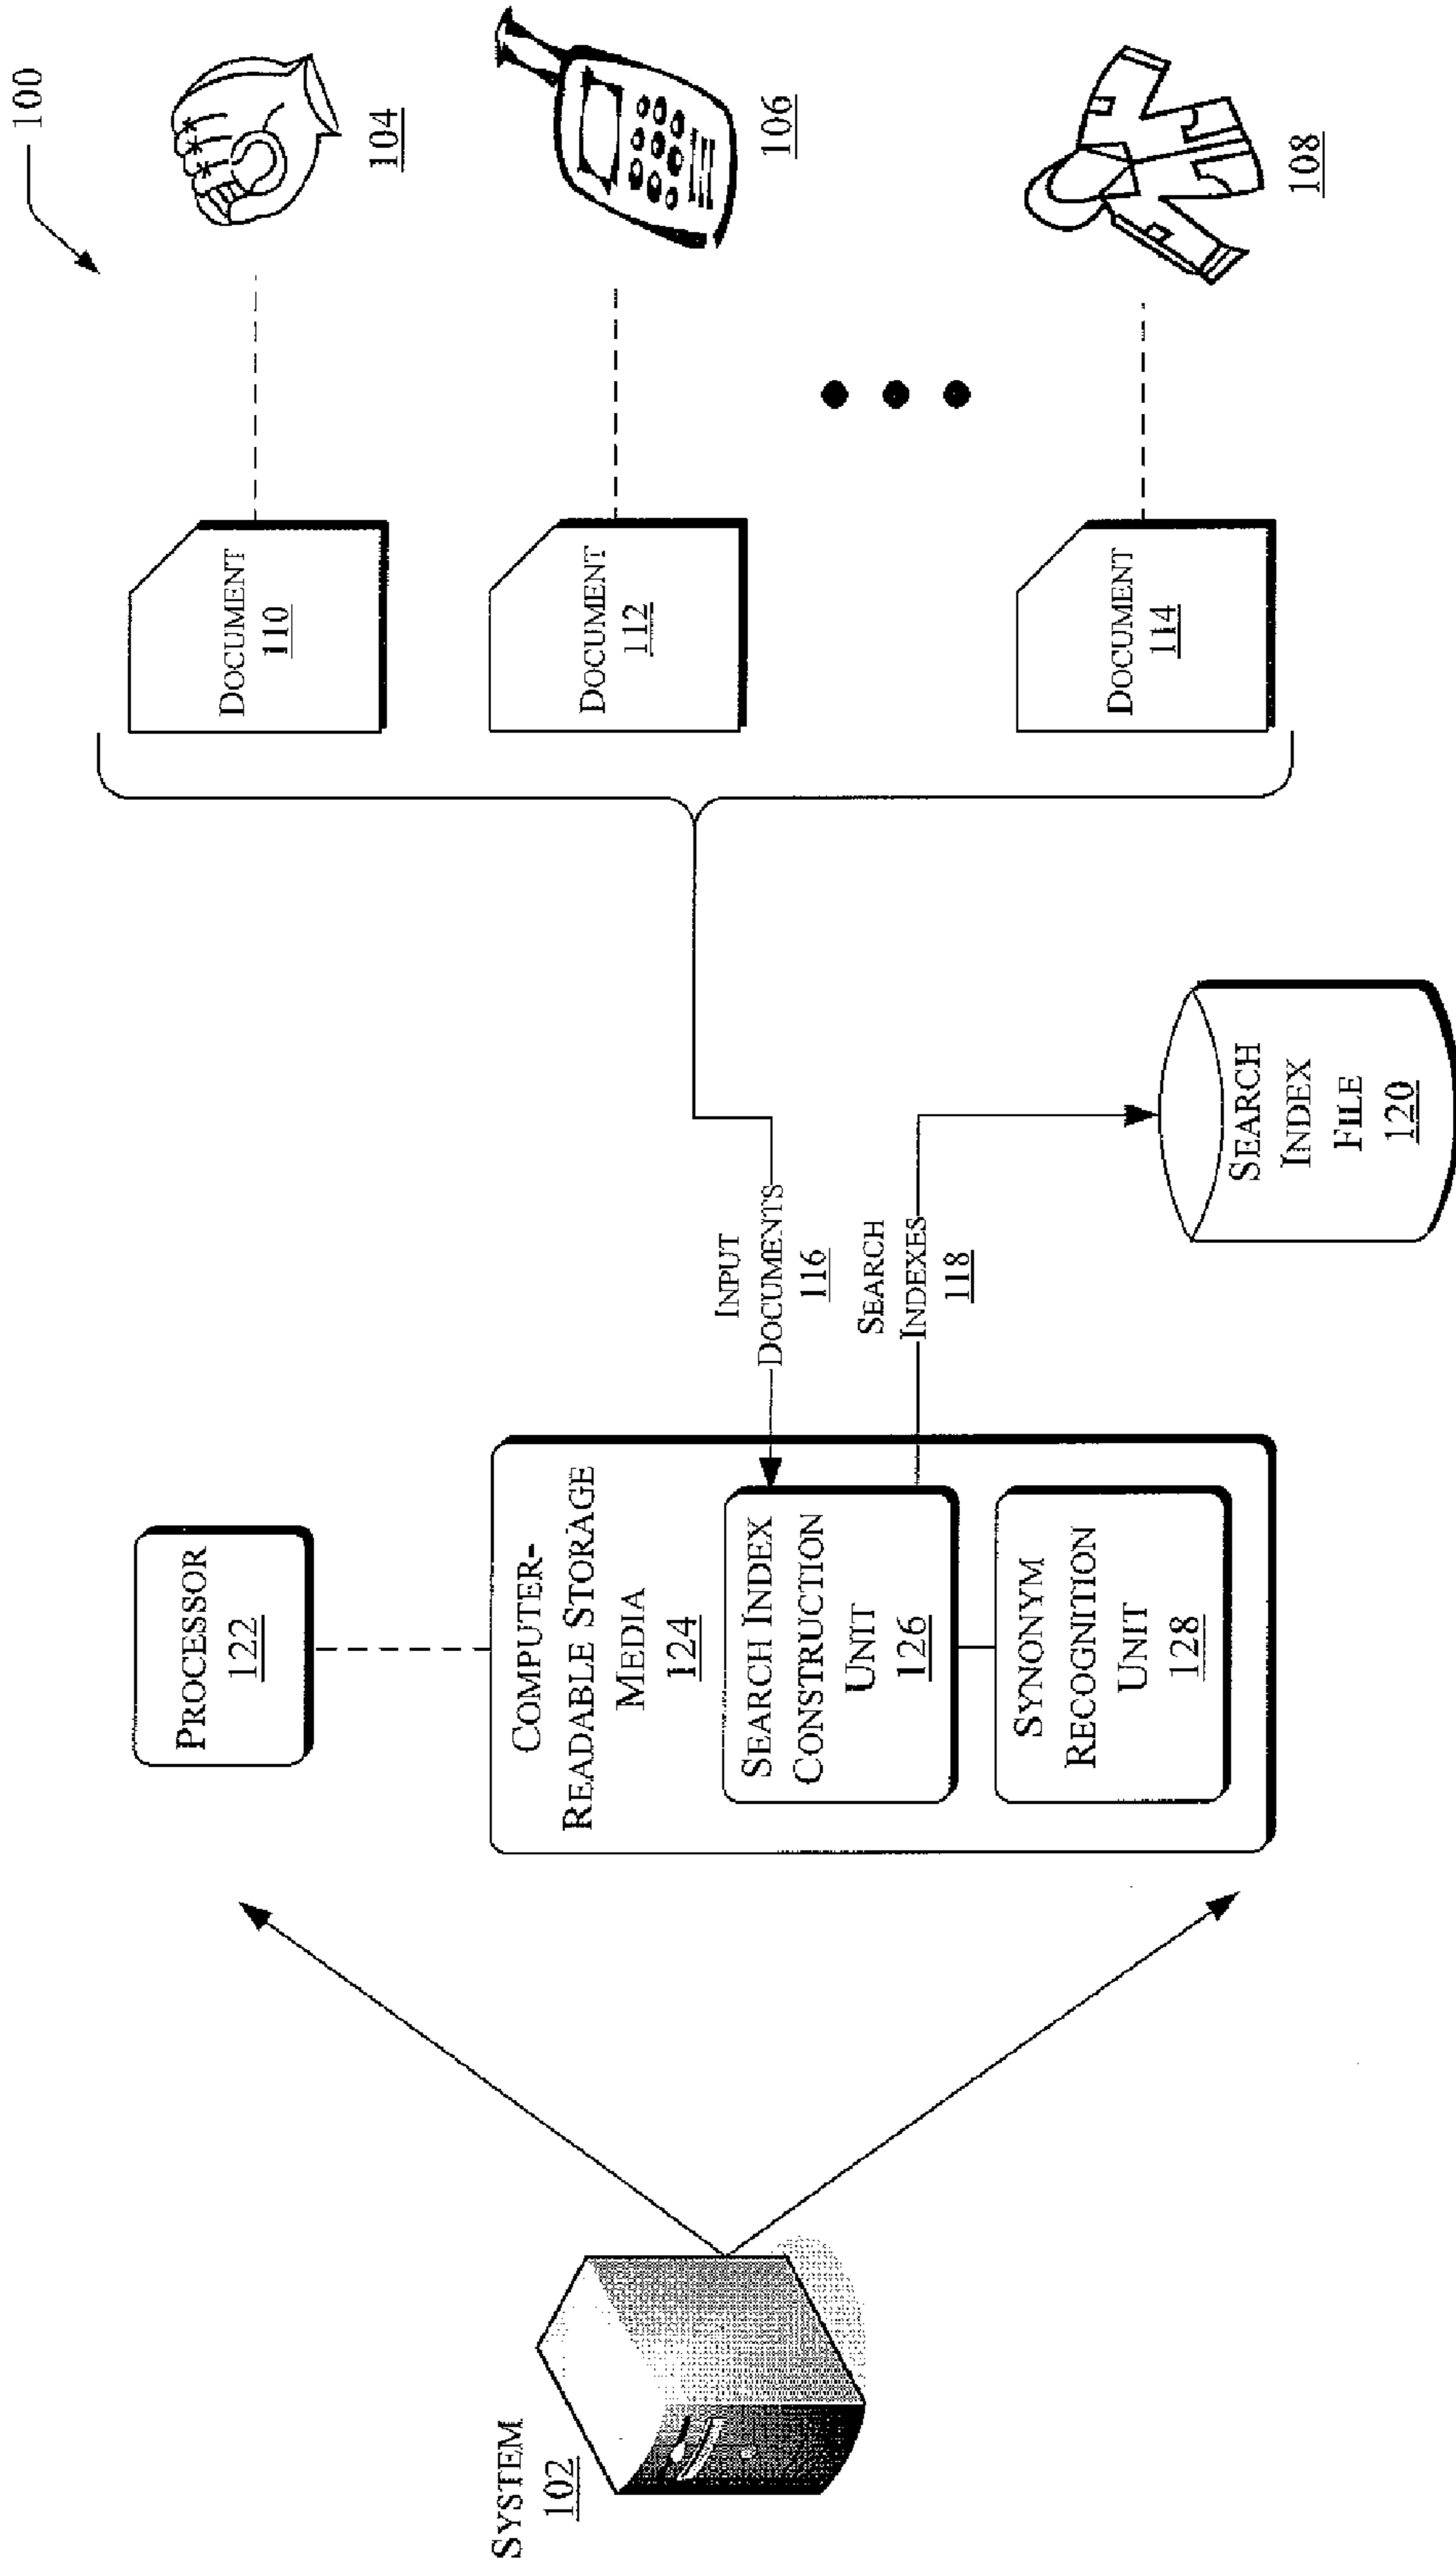 100
SYSTEM
102
PROCESSOR
122
COMPUTER-
READABLE STORAGE
MEDIA
124
SEARCH INDEX
CONSTRUCTION
UNIT
126
SYNONYM
RECOGNITION
UNIT
128
INPUT
DOCUMENTS
116
SEARCH
INDEXES
118
SEARCH
INDEX
FILE
120
DOCUMENT
110
DOCUMENT
112
DOCUMENT
114
104
106
108